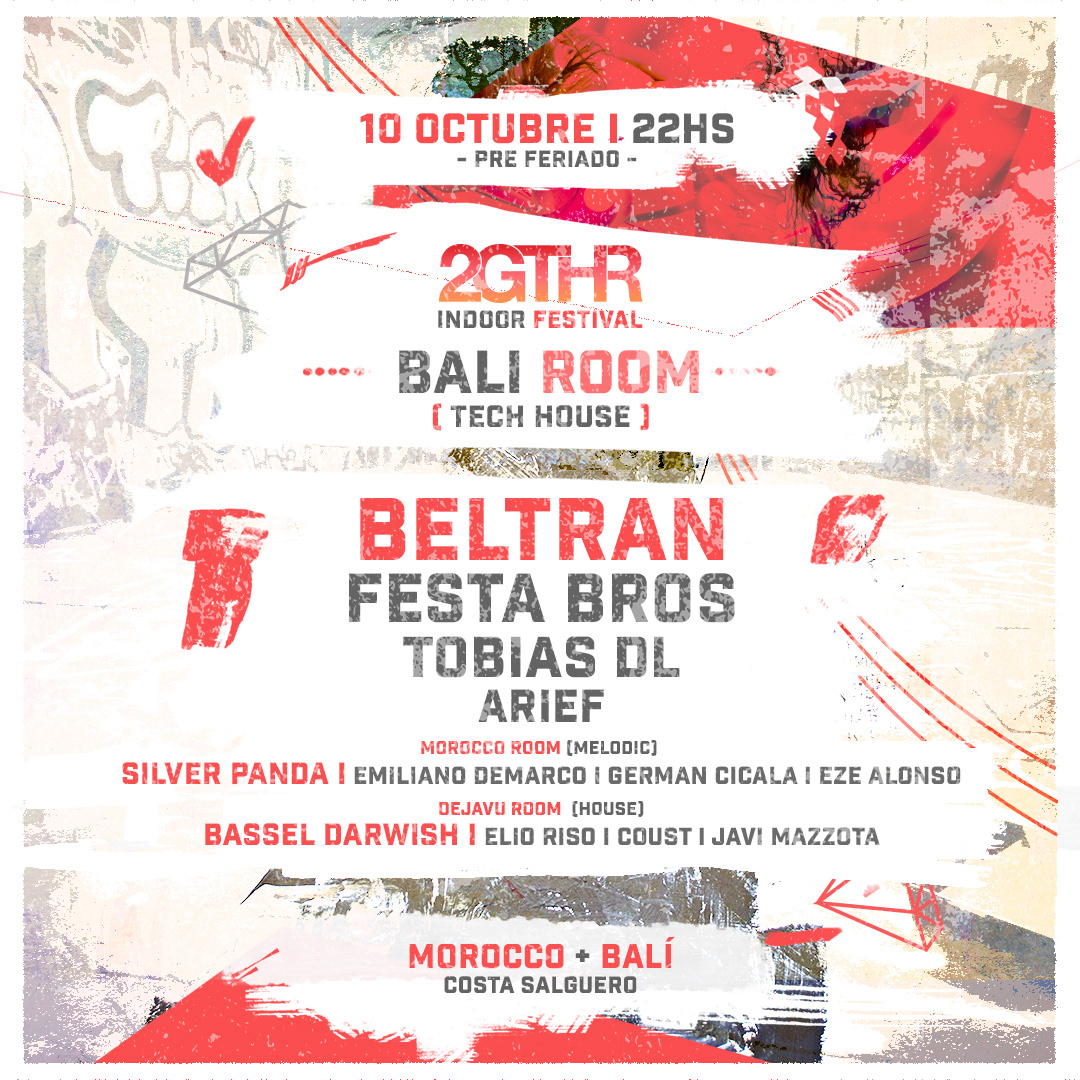 10 OCTUBRE | 22HS
- PRE FERIADO -
2GTHR
INDOOR FESTIVAL
BALI ROOM
( TECH HOUSE )
BELTRAN
FESTA BROS
TOBIAS DL
ARIEF
MOROCCO ROOM (MELODIC)
SILVER PANDA | EMILIANO DEMARCO | GERMAN CICALA | EZE ALONSO
DEJAVU ROOM (HOUSE)
BASSEL DARWISH | ELIO RISO | COUST | JAVI MAZZOTA
MOROCCO + BALÍ
COSTA SALGUERO